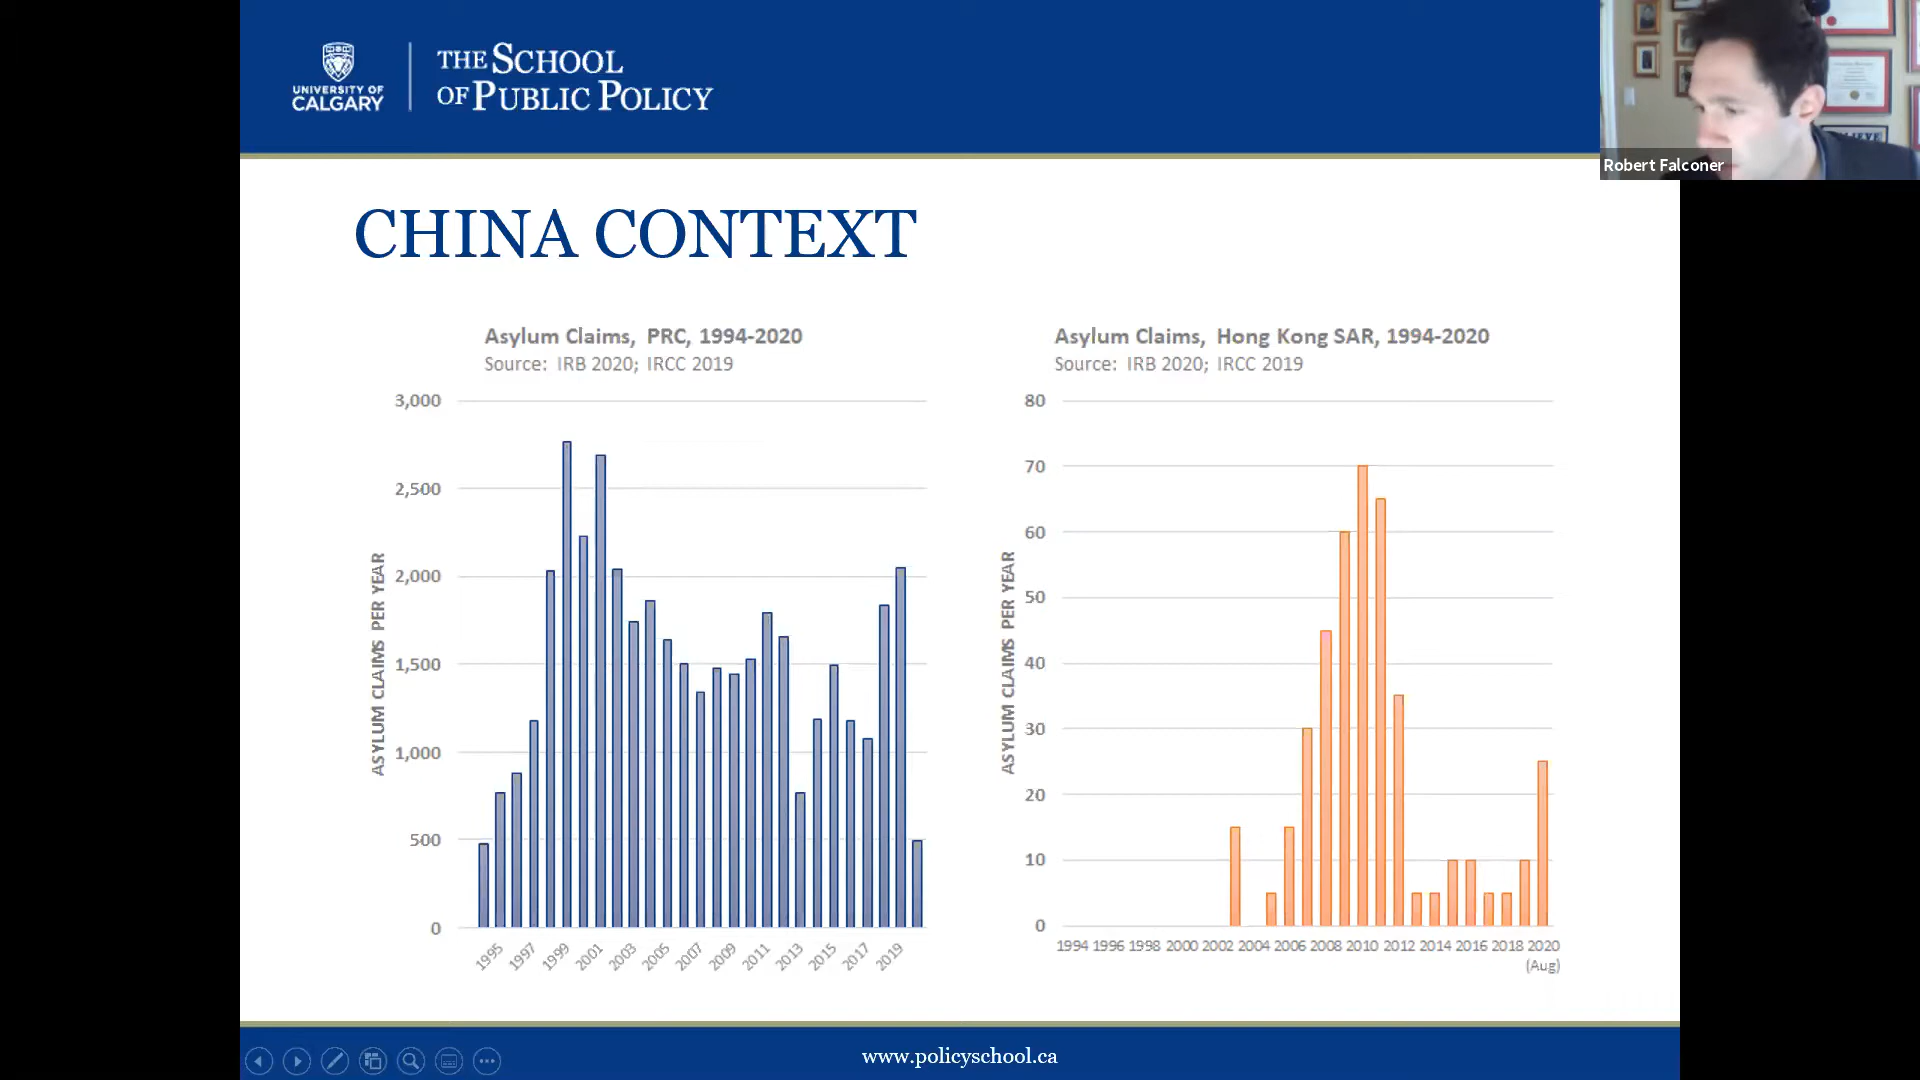 UNIVERSITY OF
CALGARY
THE SCHOOL
OF PUBLIC POLICY
Robert Falconer
CHINA CONTEXT
Asylum Claims, PRC, 1994-2020
Source: IRB 2020; IRCC 2019
ASYLUM CLAIMS PER YEAR
3,000
2,500
2,000
1,500
1,000
500
0
1995 1997 1999 2001 2003 2005 2007 2009 2011 2013 2015 2017 2019
Asylum Claims, Hong Kong SAR, 1994-2020
Source: IRB 2020; IRCC 2019
ASYLUM CLAIMS PER YEAR
80
70
60
50
40
30
20
10
0
1994 1996 1998 2000 2002 2004 2006 2008 2010 2012 2014 2016 2018 2020
(Aug)
www.policyschool.ca